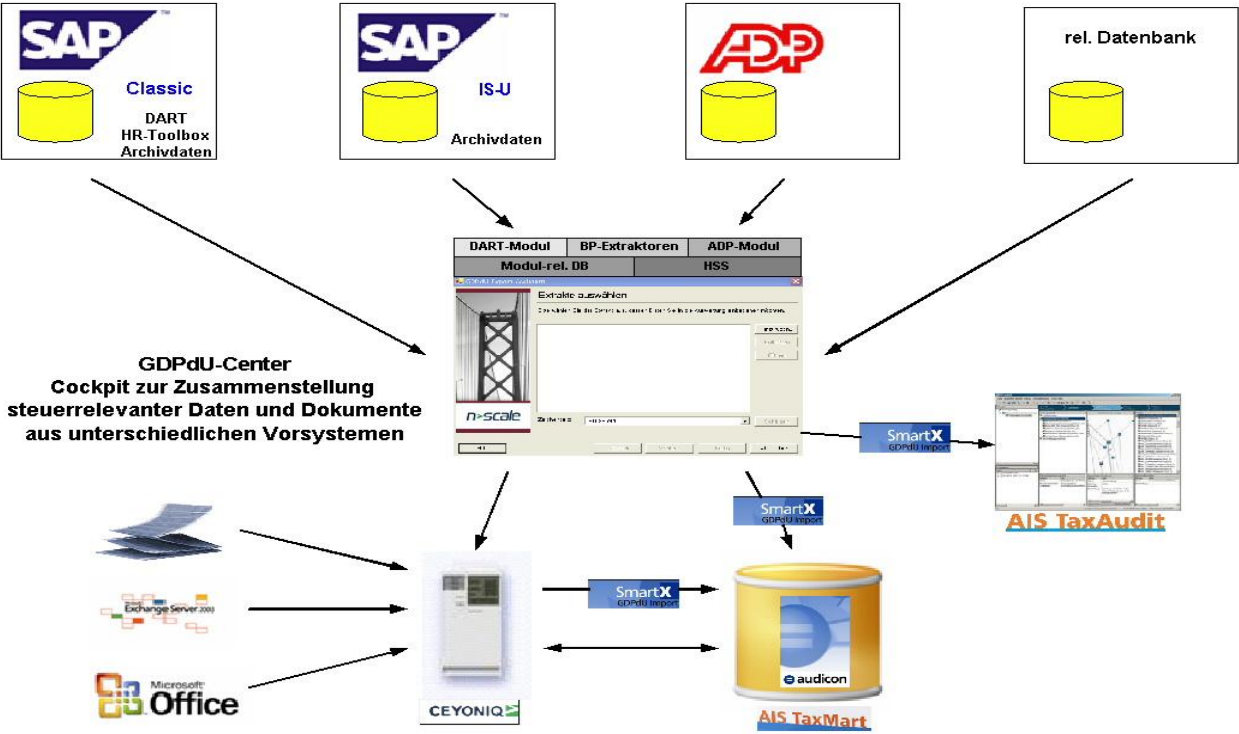 SAP
Classic
DART
HR-Toolbox
Archivdaten
SAP
IS-U
Archivdaten
ADP
rel. Datenbank
DART-Modul
BP-Extraktoren
ADP-Modul
Modul-rel. DB
HSS
Extrakte auswählen
n>scale
GDPdU-Center
Cockpit zur Zusammenstellung
steuerrelevanter Daten und Dokumente
aus unterschiedlichen Vorsystemen
SmartX
GDPdU Import
AIS TaxAudit
SmartX
GDPdU Import
Exchange Server 2003
SmartX
GDPdU Import
Microsoft
Office
CEYONIQ
audicon
AIS TaxMart